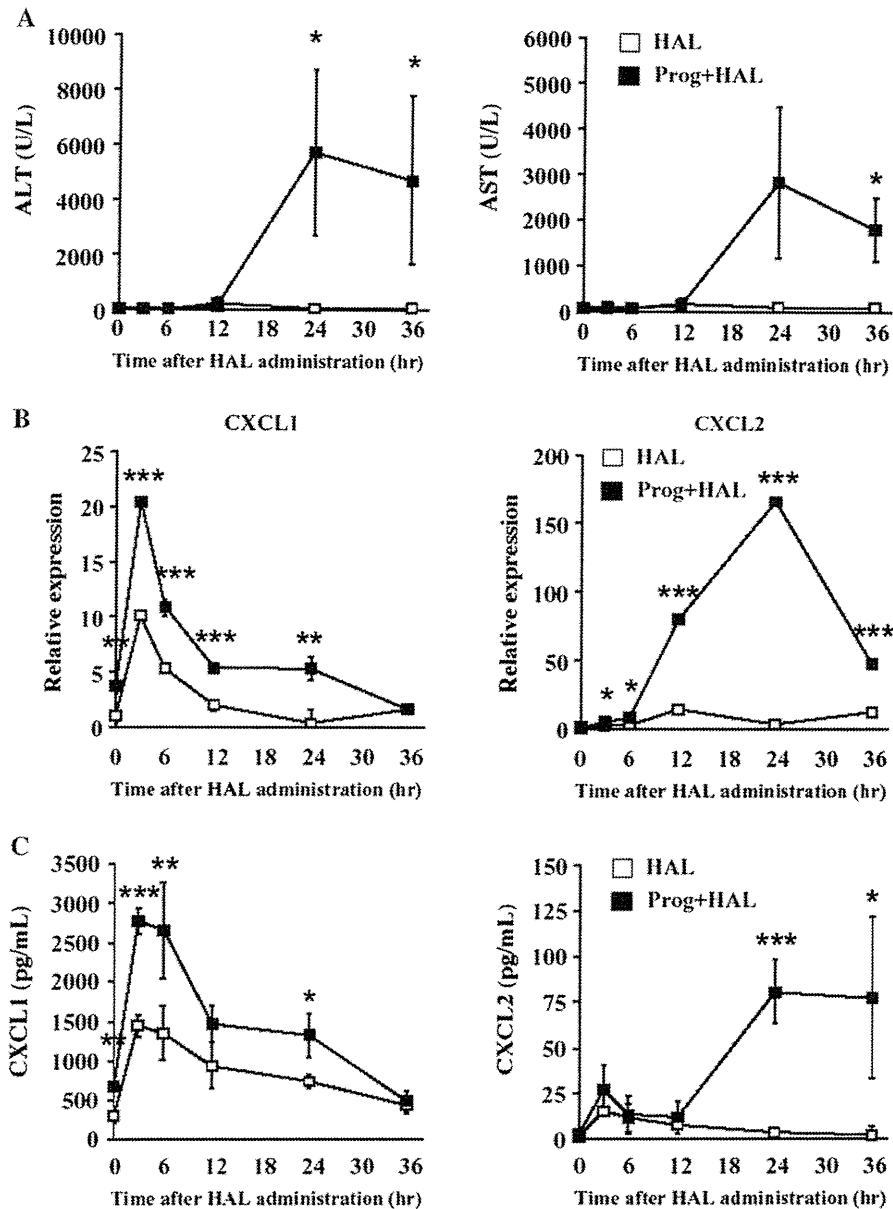 A
ALT (U/L)
10000
8000
6000
4000
2000
0
* *
0 6 12 18 24 30 36
Time after HAL administration (hr)
AST (U/L)
6000
5000
4000
3000
2000
1000
0
HAL
Prog+HAL
*
0 6 12 18 24 30 36
Time after HAL administration (hr)
B
CXCL1
Relative expression
25
20
15
10
5
0
** *** *** *** **
0 6 12 18 24 30 36
Time after HAL administration (hr)
CXCL2
Relative expression
200
150
100
50
0
HAL
Prog+HAL
* * *** *** ***
0 6 12 18 24 30 36
Time after HAL administration (hr)
C
CXCL1 (pg/mL)
3500
3000
2500
2000
1500
1000
500
0
** *** ** *
0 6 12 18 24 30 36
Time after HAL administration (hr)
CXCL2 (pg/mL)
150
125
100
75
50
25
0
HAL
Prog+HAL
*** *
0 6 12 18 24 30 36
Time after HAL administration (hr)